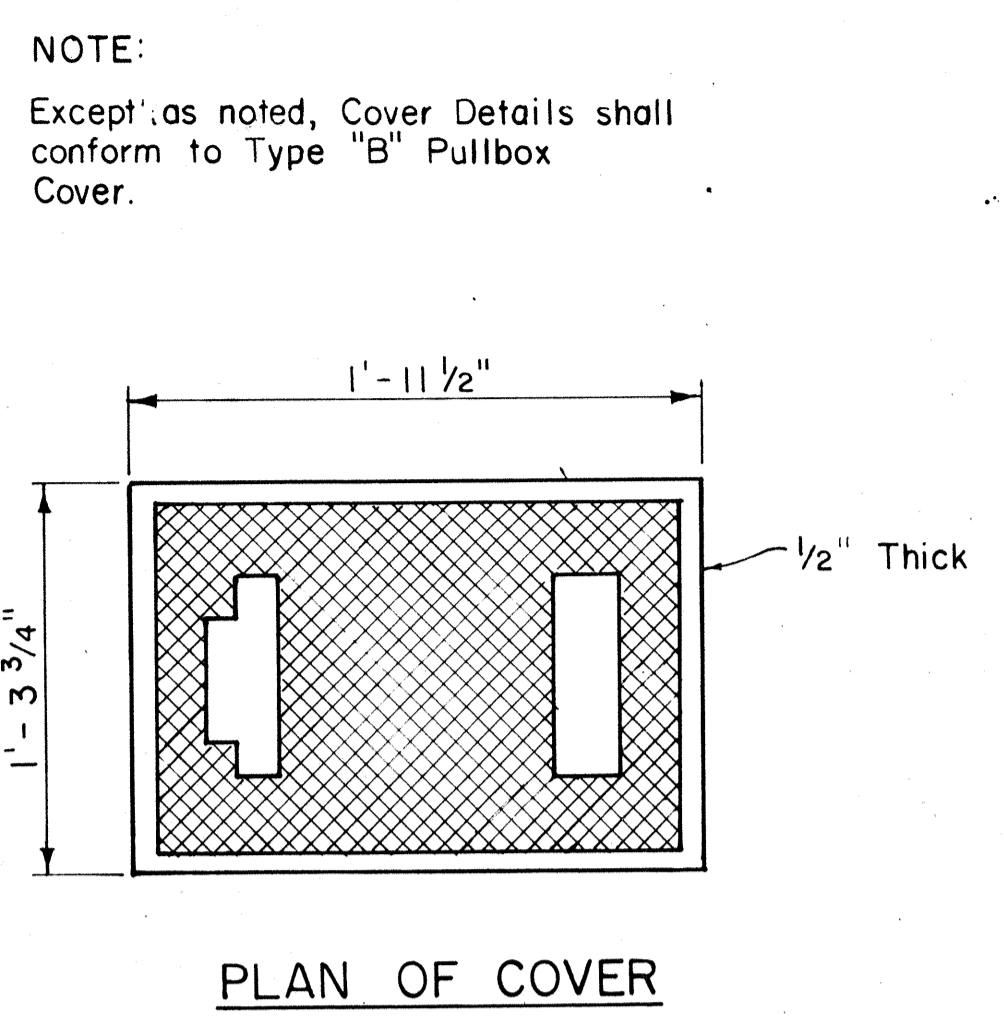 NOTE:
Except as noted, Cover Details shall
conform to Type "B" Pullbox
Cover.
1'-11 1/2"
1/2" Thick
1'-3 3/4"
PLAN OF COVER